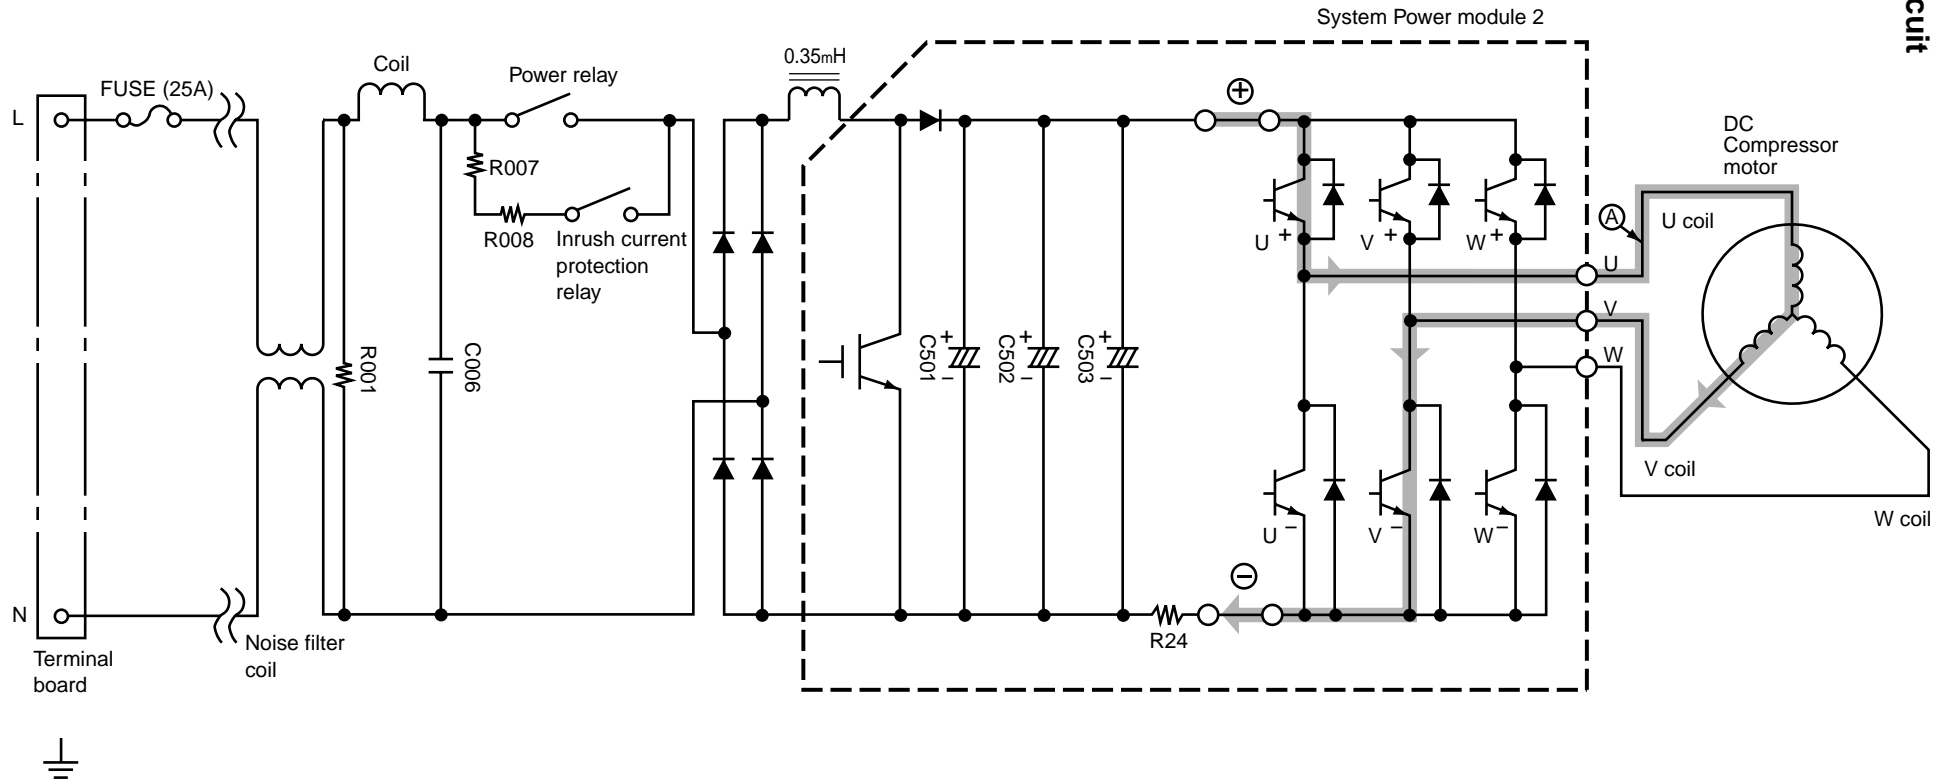 cuit
System Power module 2
L
FUSE (25A)
Coil
Power relay
0.35mH
+
R007
R008
Inrush current
protection
relay
R001
C006
+
C501
−
+
C502
−
+
C503
−
U +
V +
W +
A
U coil
DC
Compressor
motor
U
V
W
V coil
W coil
U −
V −
W −
−
R24
N
Noise filter
coil
Terminal
board